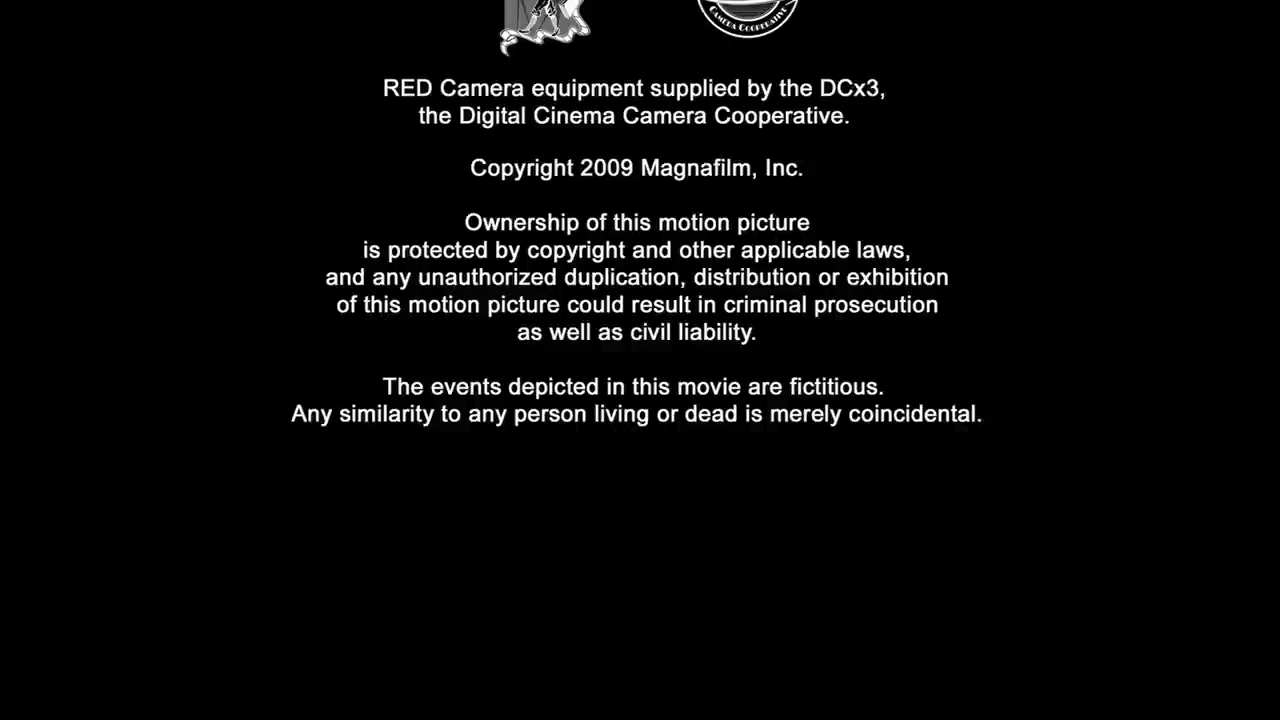 CAMERA COOPERATIVE
RED Camera equipment supplied by the DCx3,
the Digital Cinema Camera Cooperative.
Copyright 2009 Magnafilm, Inc.
Ownership of this motion picture
is protected by copyright and other applicable laws,
and any unauthorized duplication, distribution or exhibition
of this motion picture could result in criminal prosecution
as well as civil liability.
The events depicted in this movie are fictitious.
Any similarity to any person living or dead is merely coincidental.